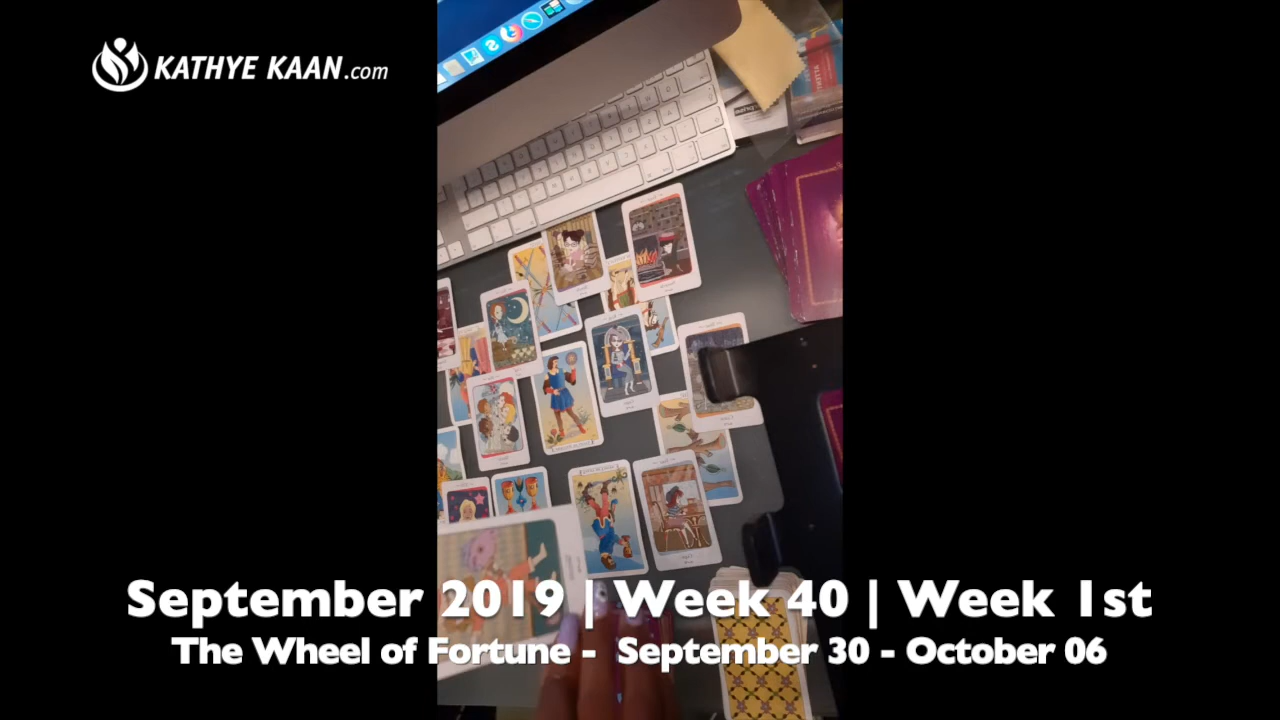 KATHYE KAAN.com
September 2019 | Week 40 | Week 1st
The Wheel of Fortune - September 30 - October 06